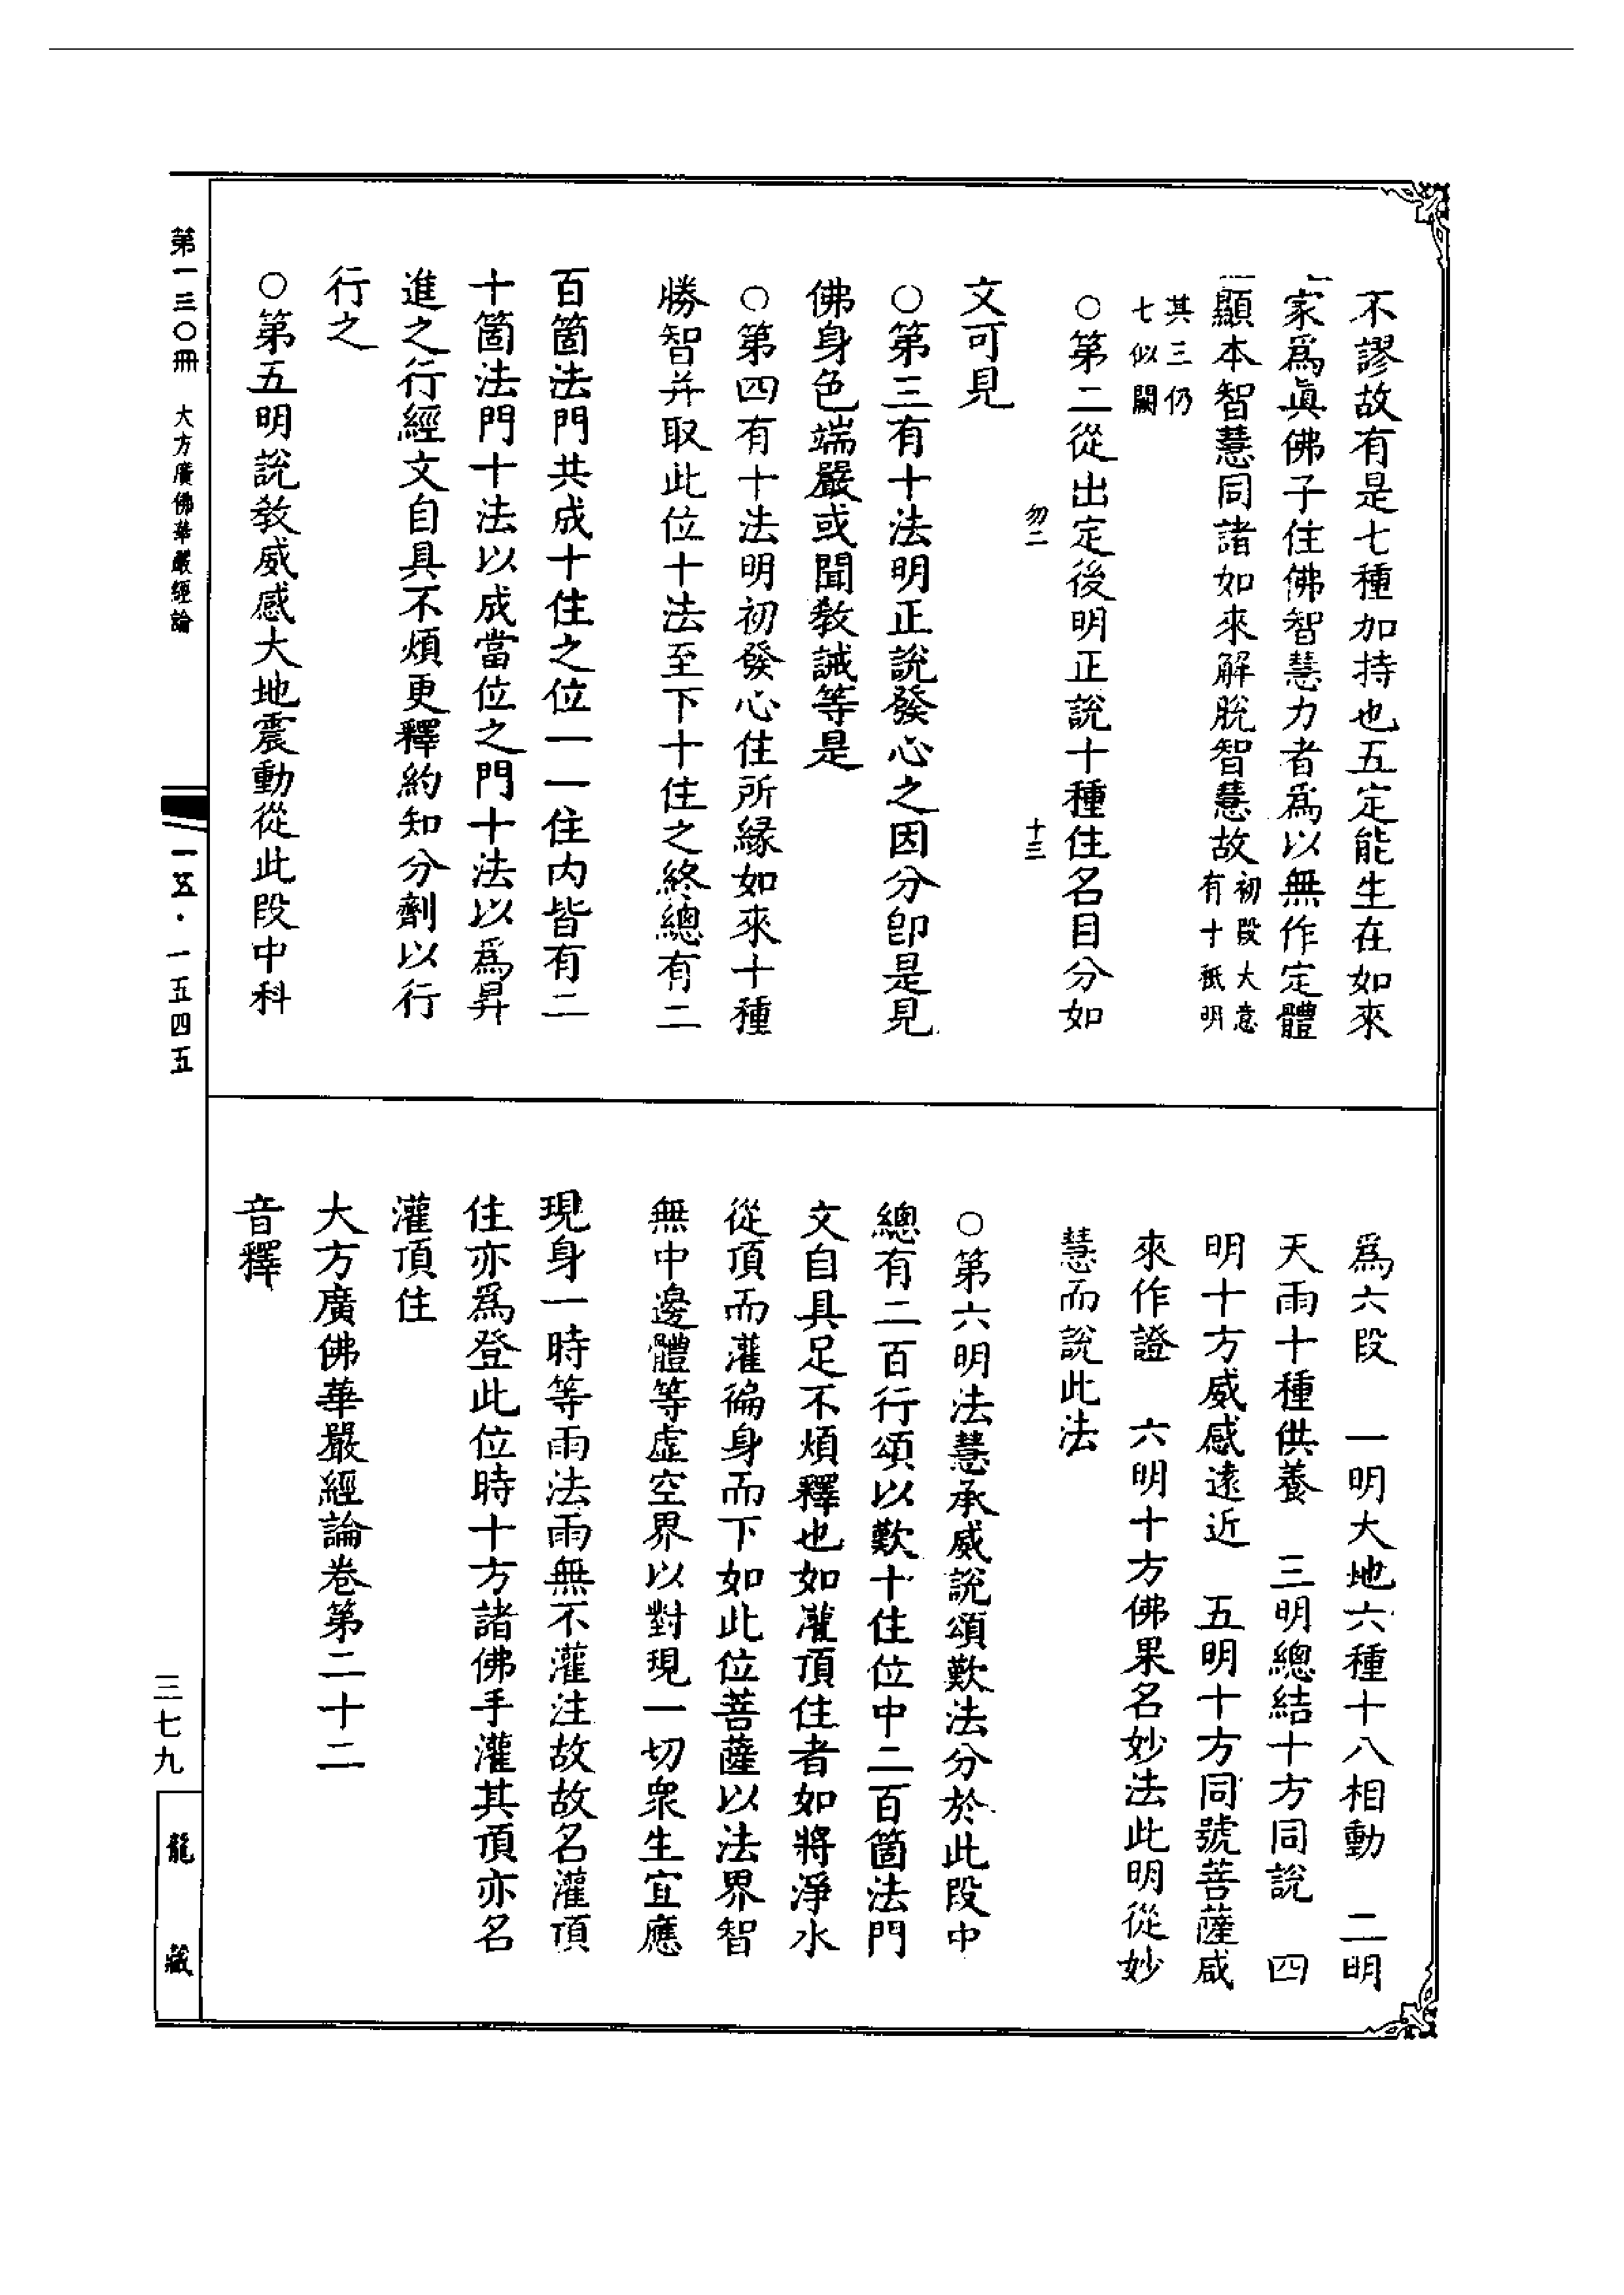 不謬故有是七種加持也五定能生在如來
家爲眞佛子住佛智慧力者爲以無作定體
顯本智慧同諸如來解脫智慧故初段大意
有十祇明
其三仍
七似闕
○第二從出定後明正說十種住名目分如
勿二
十三
文可見
○第三有十法明正說發心之因分卽是見
佛身色端嚴或聞教誡等是
○第四有十法明初發心住所緣如來十種
勝智并取此位十法至下十住之終總有二
百箇法門共成十住之位一一住內皆有二
十箇法門十法以成當位之門十法以爲昇
進之行經文自具不煩更釋約知分劑以行
行之
○第五明說教威感大地震動從此段中科
爲六段　一明大地六種十八相動　二明
天雨十種供養　三明總結十方同說　四
明十方威感遠近　五明十方同號菩薩咸
來作證　六明十方佛果名妙法此明從妙
慧而說此法
○第六明法慧承威說頌歎法分於此段中
總有二百行頌以歎十住位中二百箇法門
文自具足不煩釋也如灌頂住者如將淨水
從頂而灌徧身而下如此位菩薩以法界智
無中邊體等虛空界以對現一切衆生宜應
現身一時等雨法雨無不灌注故故名灌頂
住亦爲登此位時十方諸佛手灌其頂亦名
灌頂住
大方廣佛華嚴經論卷第二十二
音釋
第一三〇冊　大方廣佛華嚴經論
一五·一五四五
三七九
龍藏